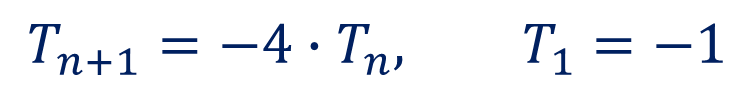 Tₙ₊₁ = −4 · Tₙ, T₁ = −1